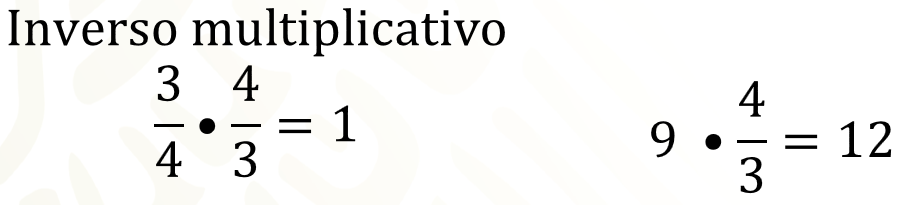 Inverso multiplicativo
3/4 • 4/3 = 1
9 • 4/3 = 12